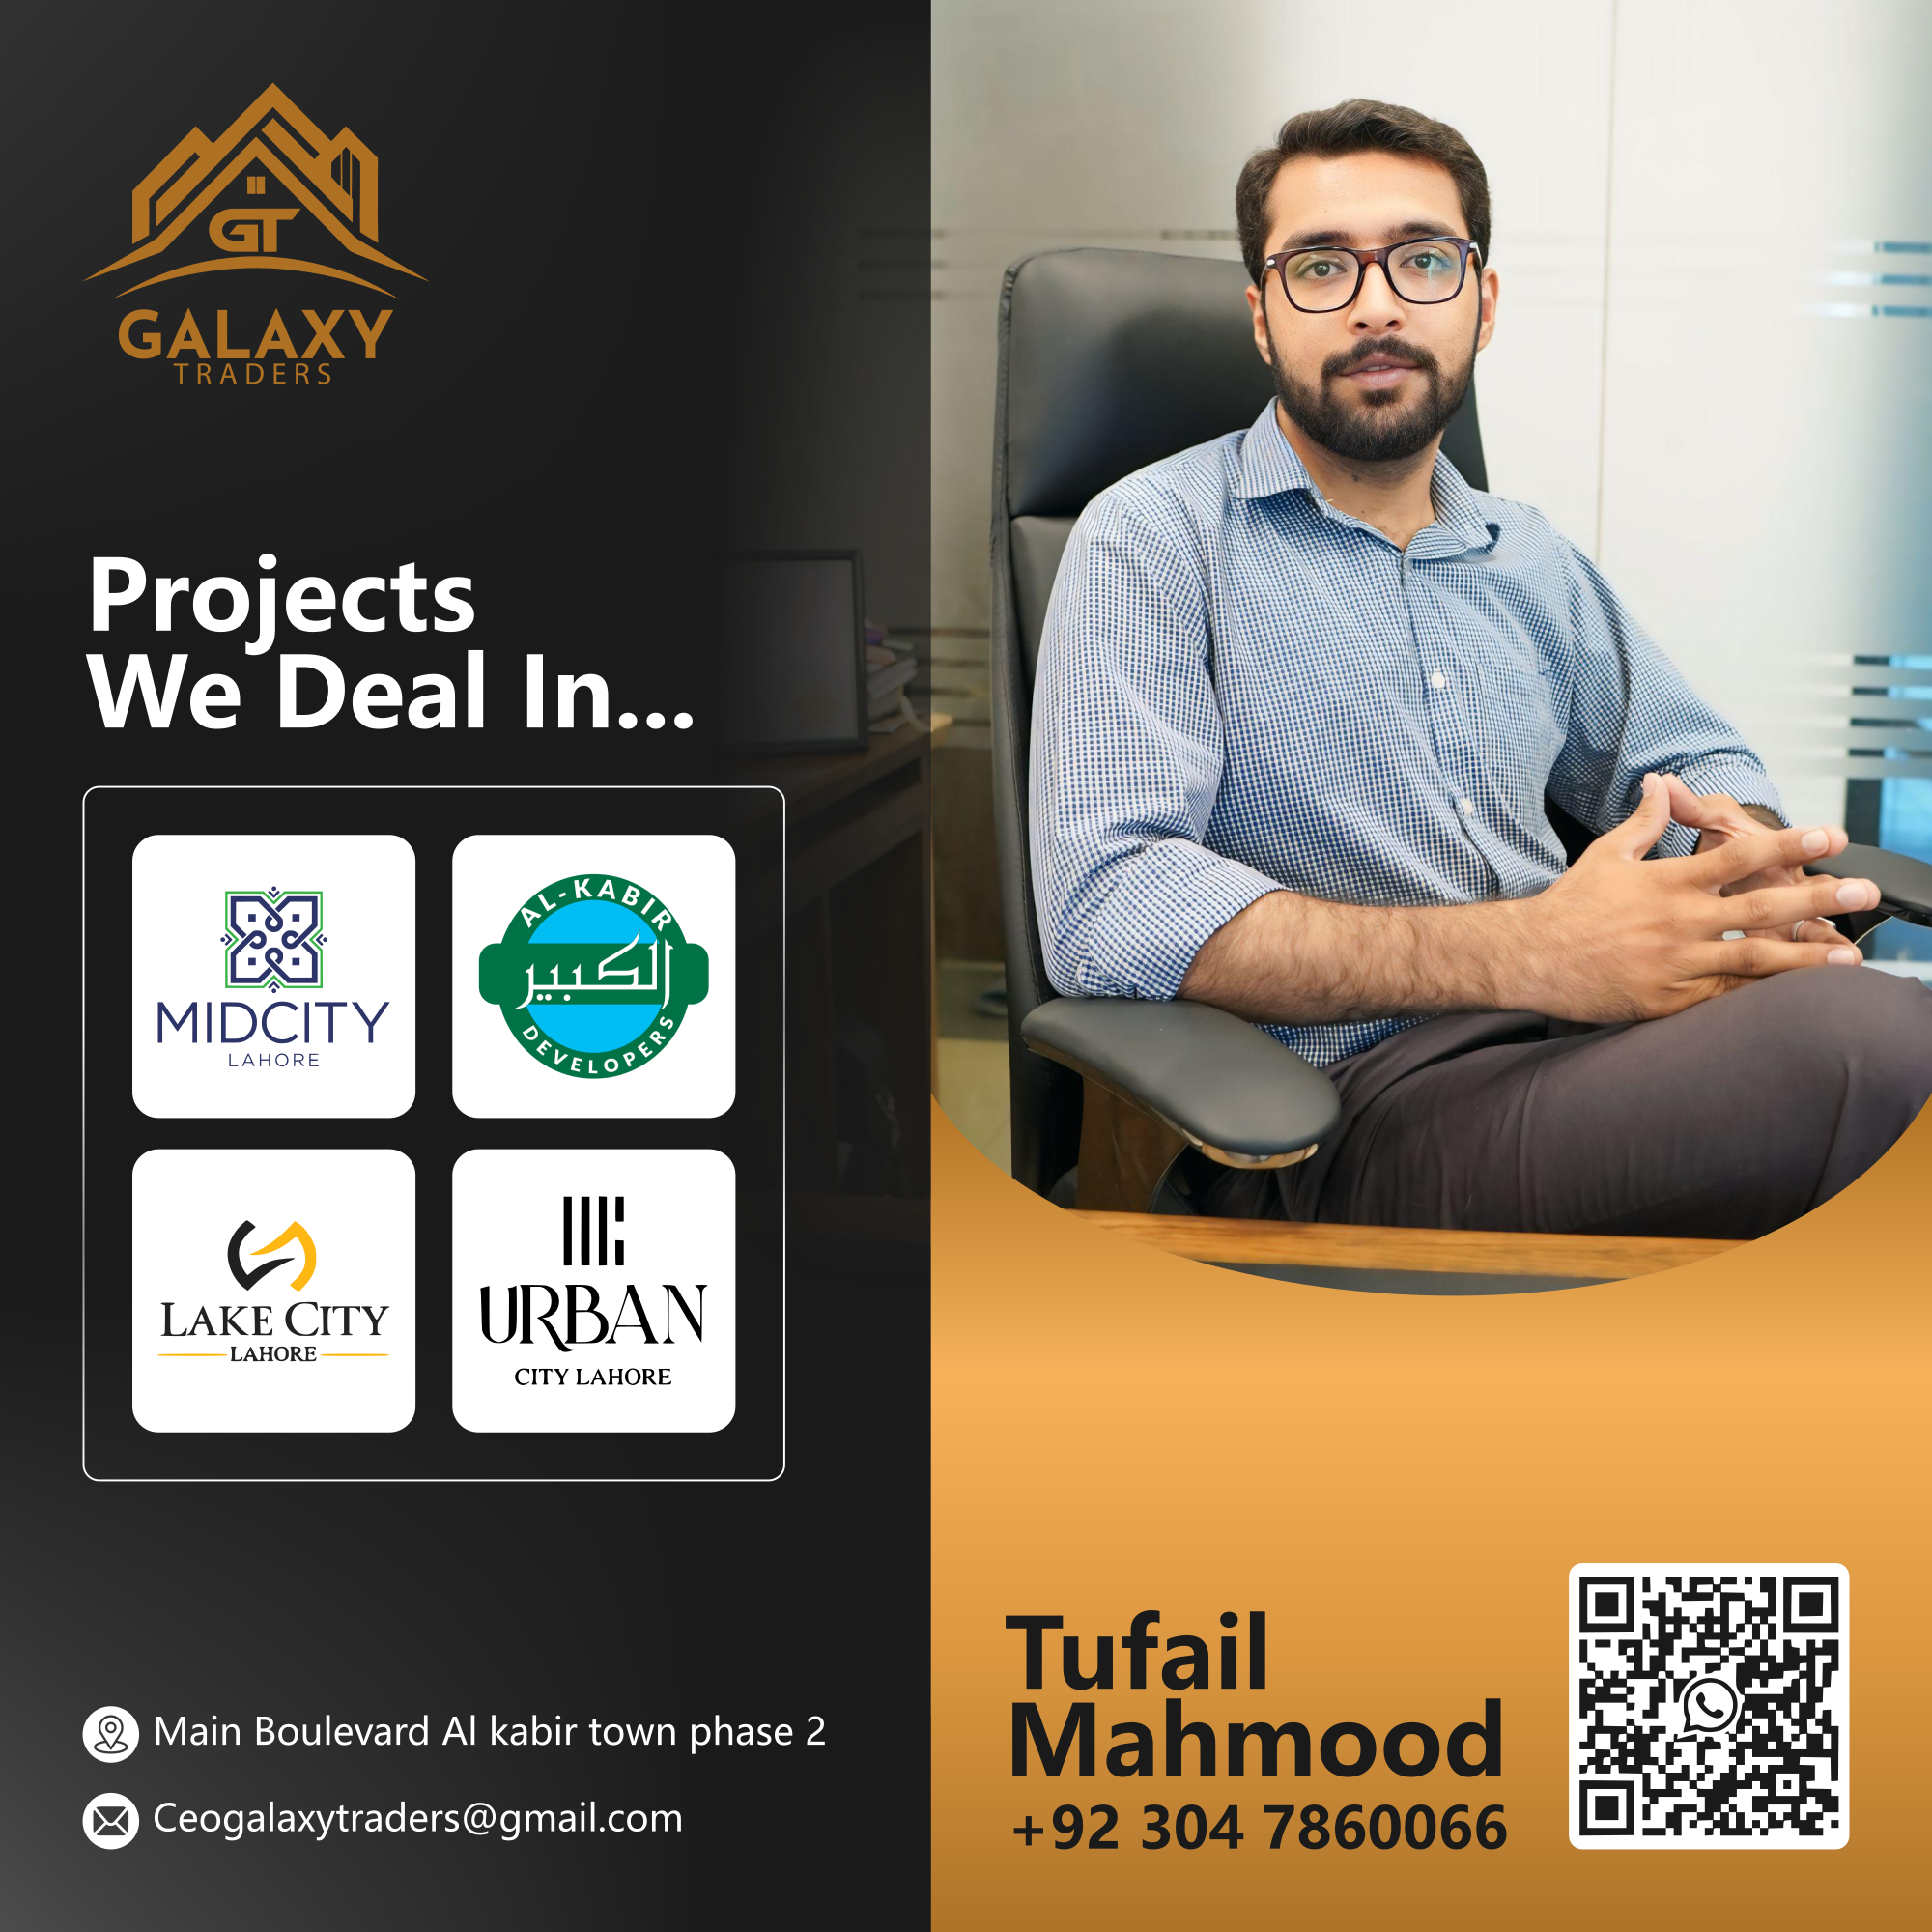 GT
GALAXY
TRADERS
Projects
We Deal In...
MIDCITY
LAHORE
AL-KABIR
الكبير
DEVELOPERS
LAKE CITY
LAHORE
URBAN
CITY LAHORE
Main Boulevard Al kabir town phase 2
Ceogalaxytraders@gmail.com
Tufail
Mahmood
+92 304 7860066